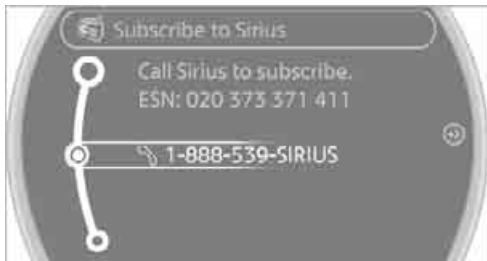 Subscribe to Sirius
Call Sirius to subscribe.
ESN: 020 373 371 411
1-888-539-SIRIUS